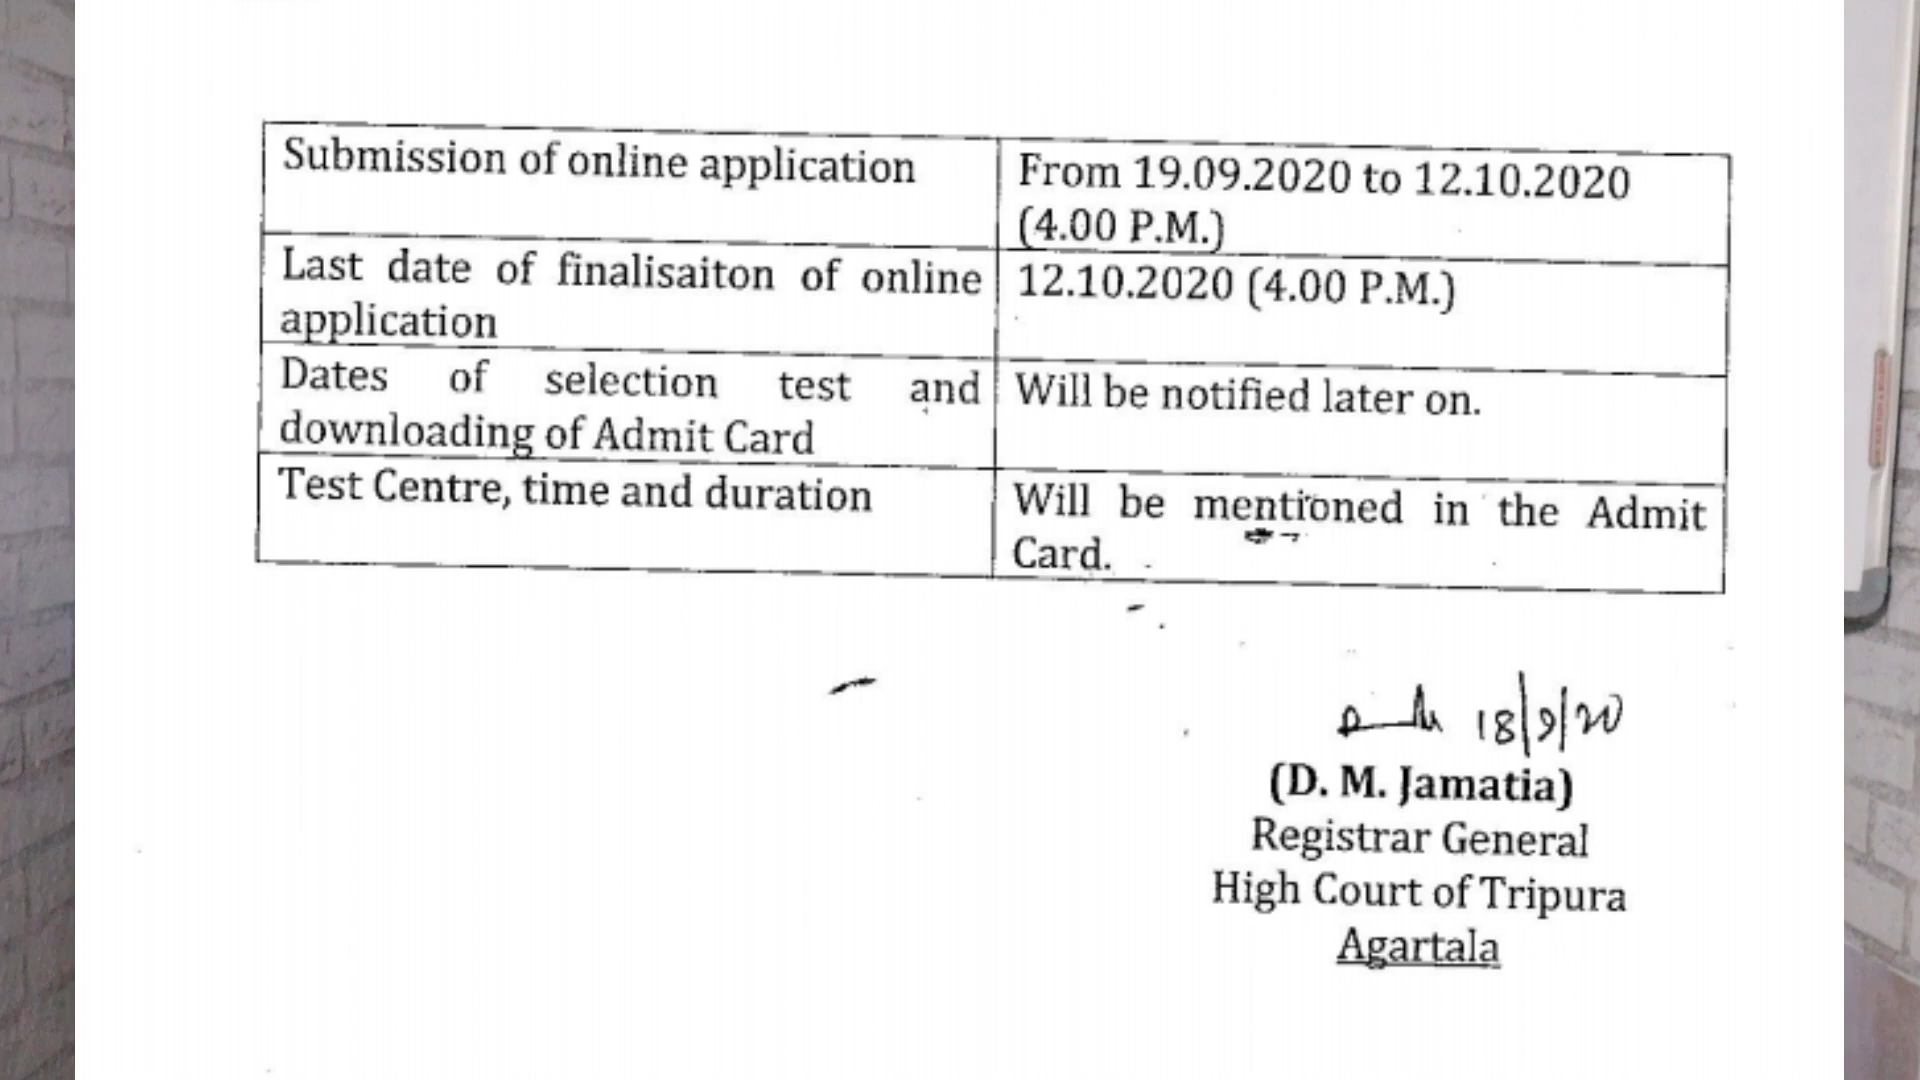 Submission of online application
From 19.09.2020 to 12.10.2020
(4.00 P.M.)
Last date of finalisaiton of online
application
12.10.2020 (4.00 P.M.)
Dates of selection test and
downloading of Admit Card
Will be notified later on.
Test Centre, time and duration
Will be mentioned in the Admit
Card.
18/9/20
(D. M. Jamatia)
Registrar General
High Court of Tripura
Agartala